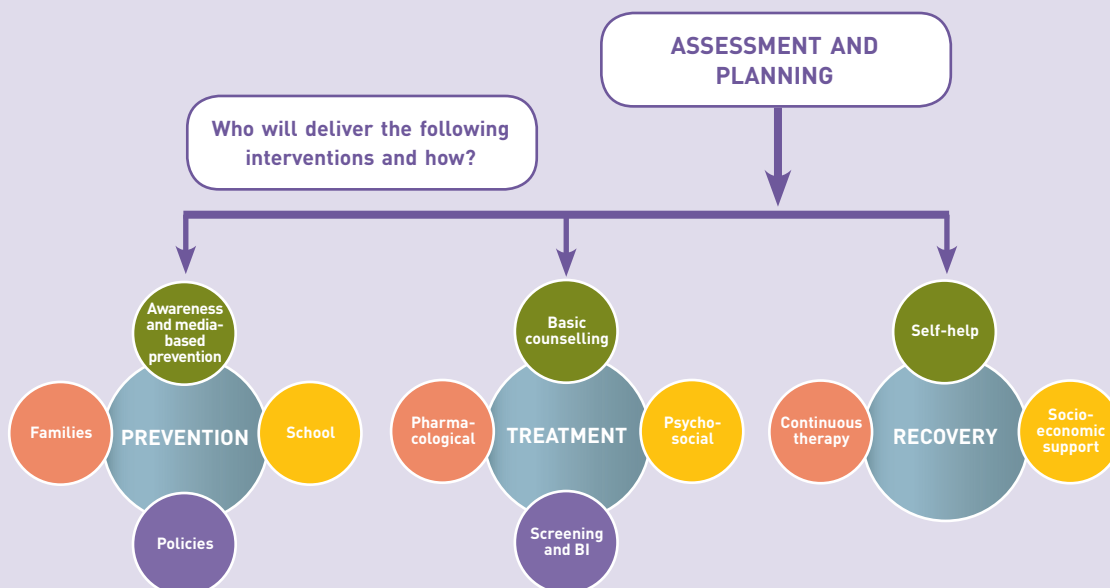 ASSESSMENT AND
PLANNING
Who will deliver the following
interventions and how?
Awareness
and media-
based
prevention
Families
PREVENTION
School
Policies
Basic
counselling
Pharma-
cological
TREATMENT
Psycho-
social
Screening
and BI
Self-help
Continuous
therapy
RECOVERY
Socio-
economic
support